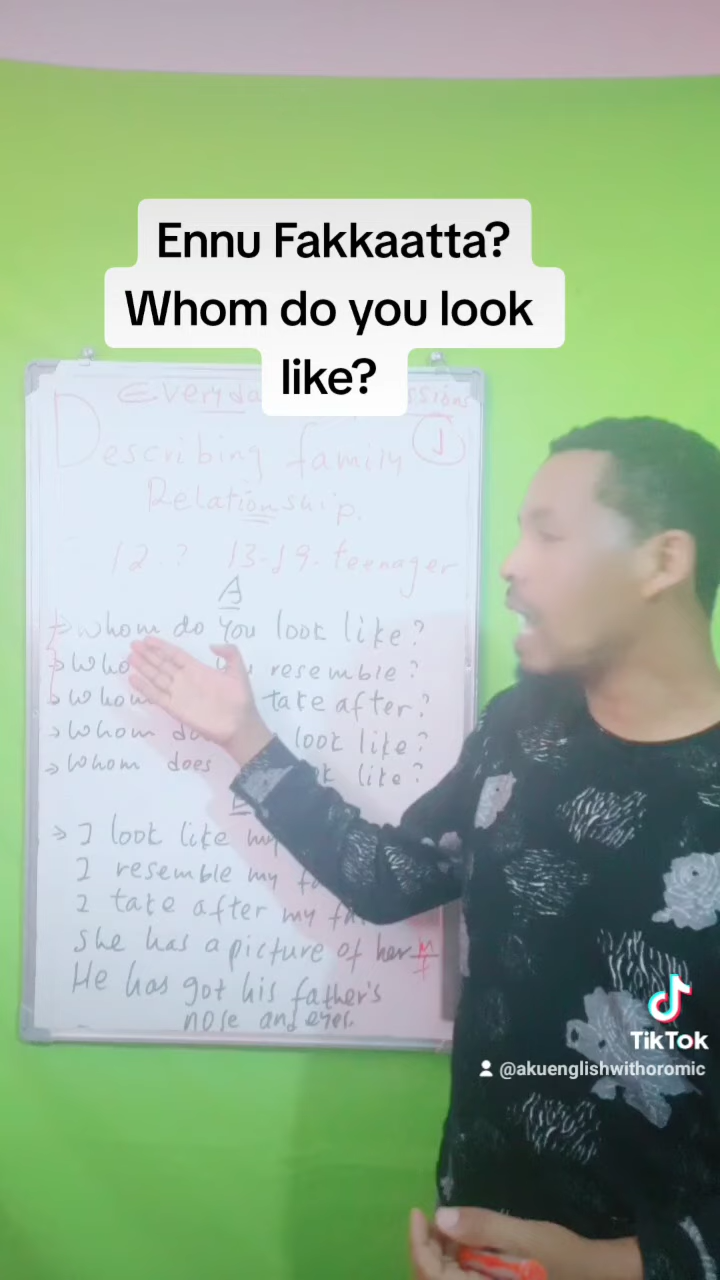 Ennu Fakkaatta?
Whom do you look
like?
Describing family
Relationship.
12.? 13-19. teenager
A
whom do you look like?
resemble?
take after?
whom look like?
whom does like?
I look like my
I resemble my
I take after my
She has a picture of her
He has got his father's
nose and eyes.
TikTok
@akuenglishwithoromic